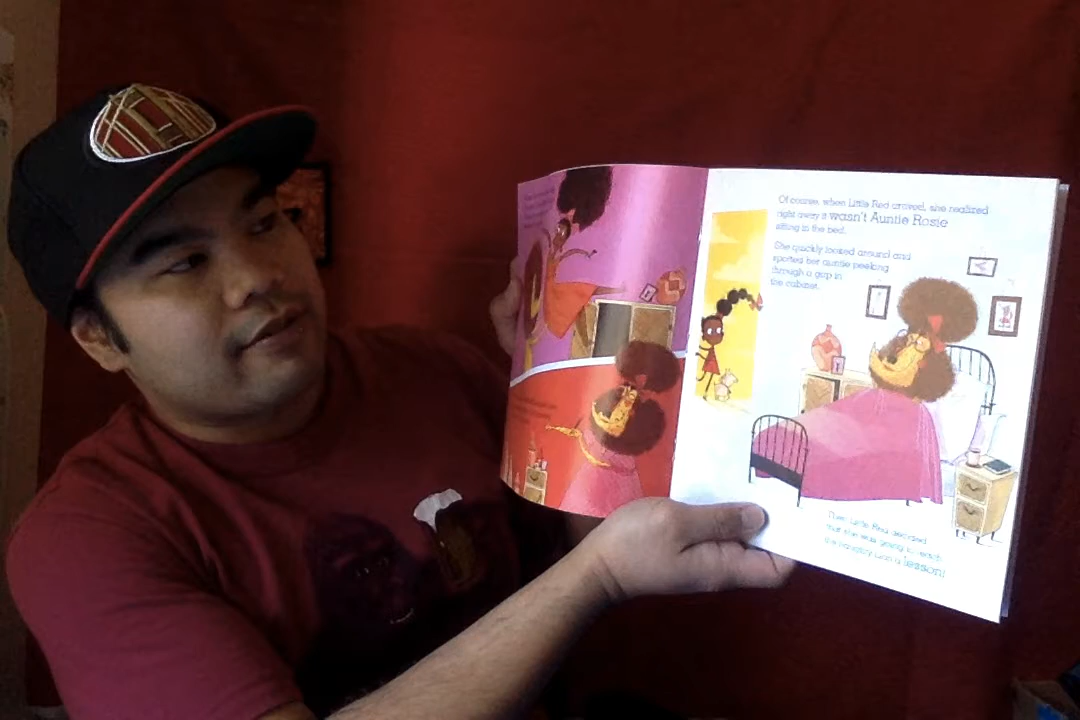 Of course, when Little Red arrived, she realized
right away it wasn't Auntie Rosie
sitting in the bed.
She quickly looked around and
spotted her auntie peeking
through a gap in
the cabinet.
Then Little Red decided
that she was going to teach
the naughty Lion a lesson!